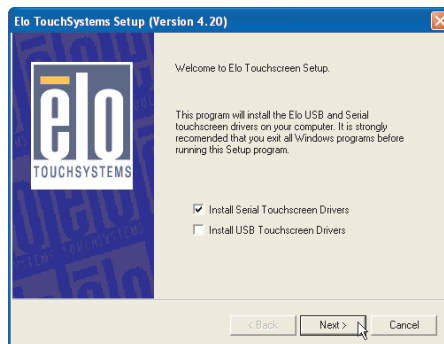 Elo TouchSystems Setup (Version 4.20)
elo
TOUCHSYSTEMS
Welcome to Elo Touchscreen Setup.
This program will install the Elo USB and Serial
touchscreen drivers on your computer. It is strongly
recomended that you exit all Windows programs before
running this Setup program.
Install Serial Touchscreen Drivers
Install USB Touchscreen Drivers
< Back
Next >
Cancel